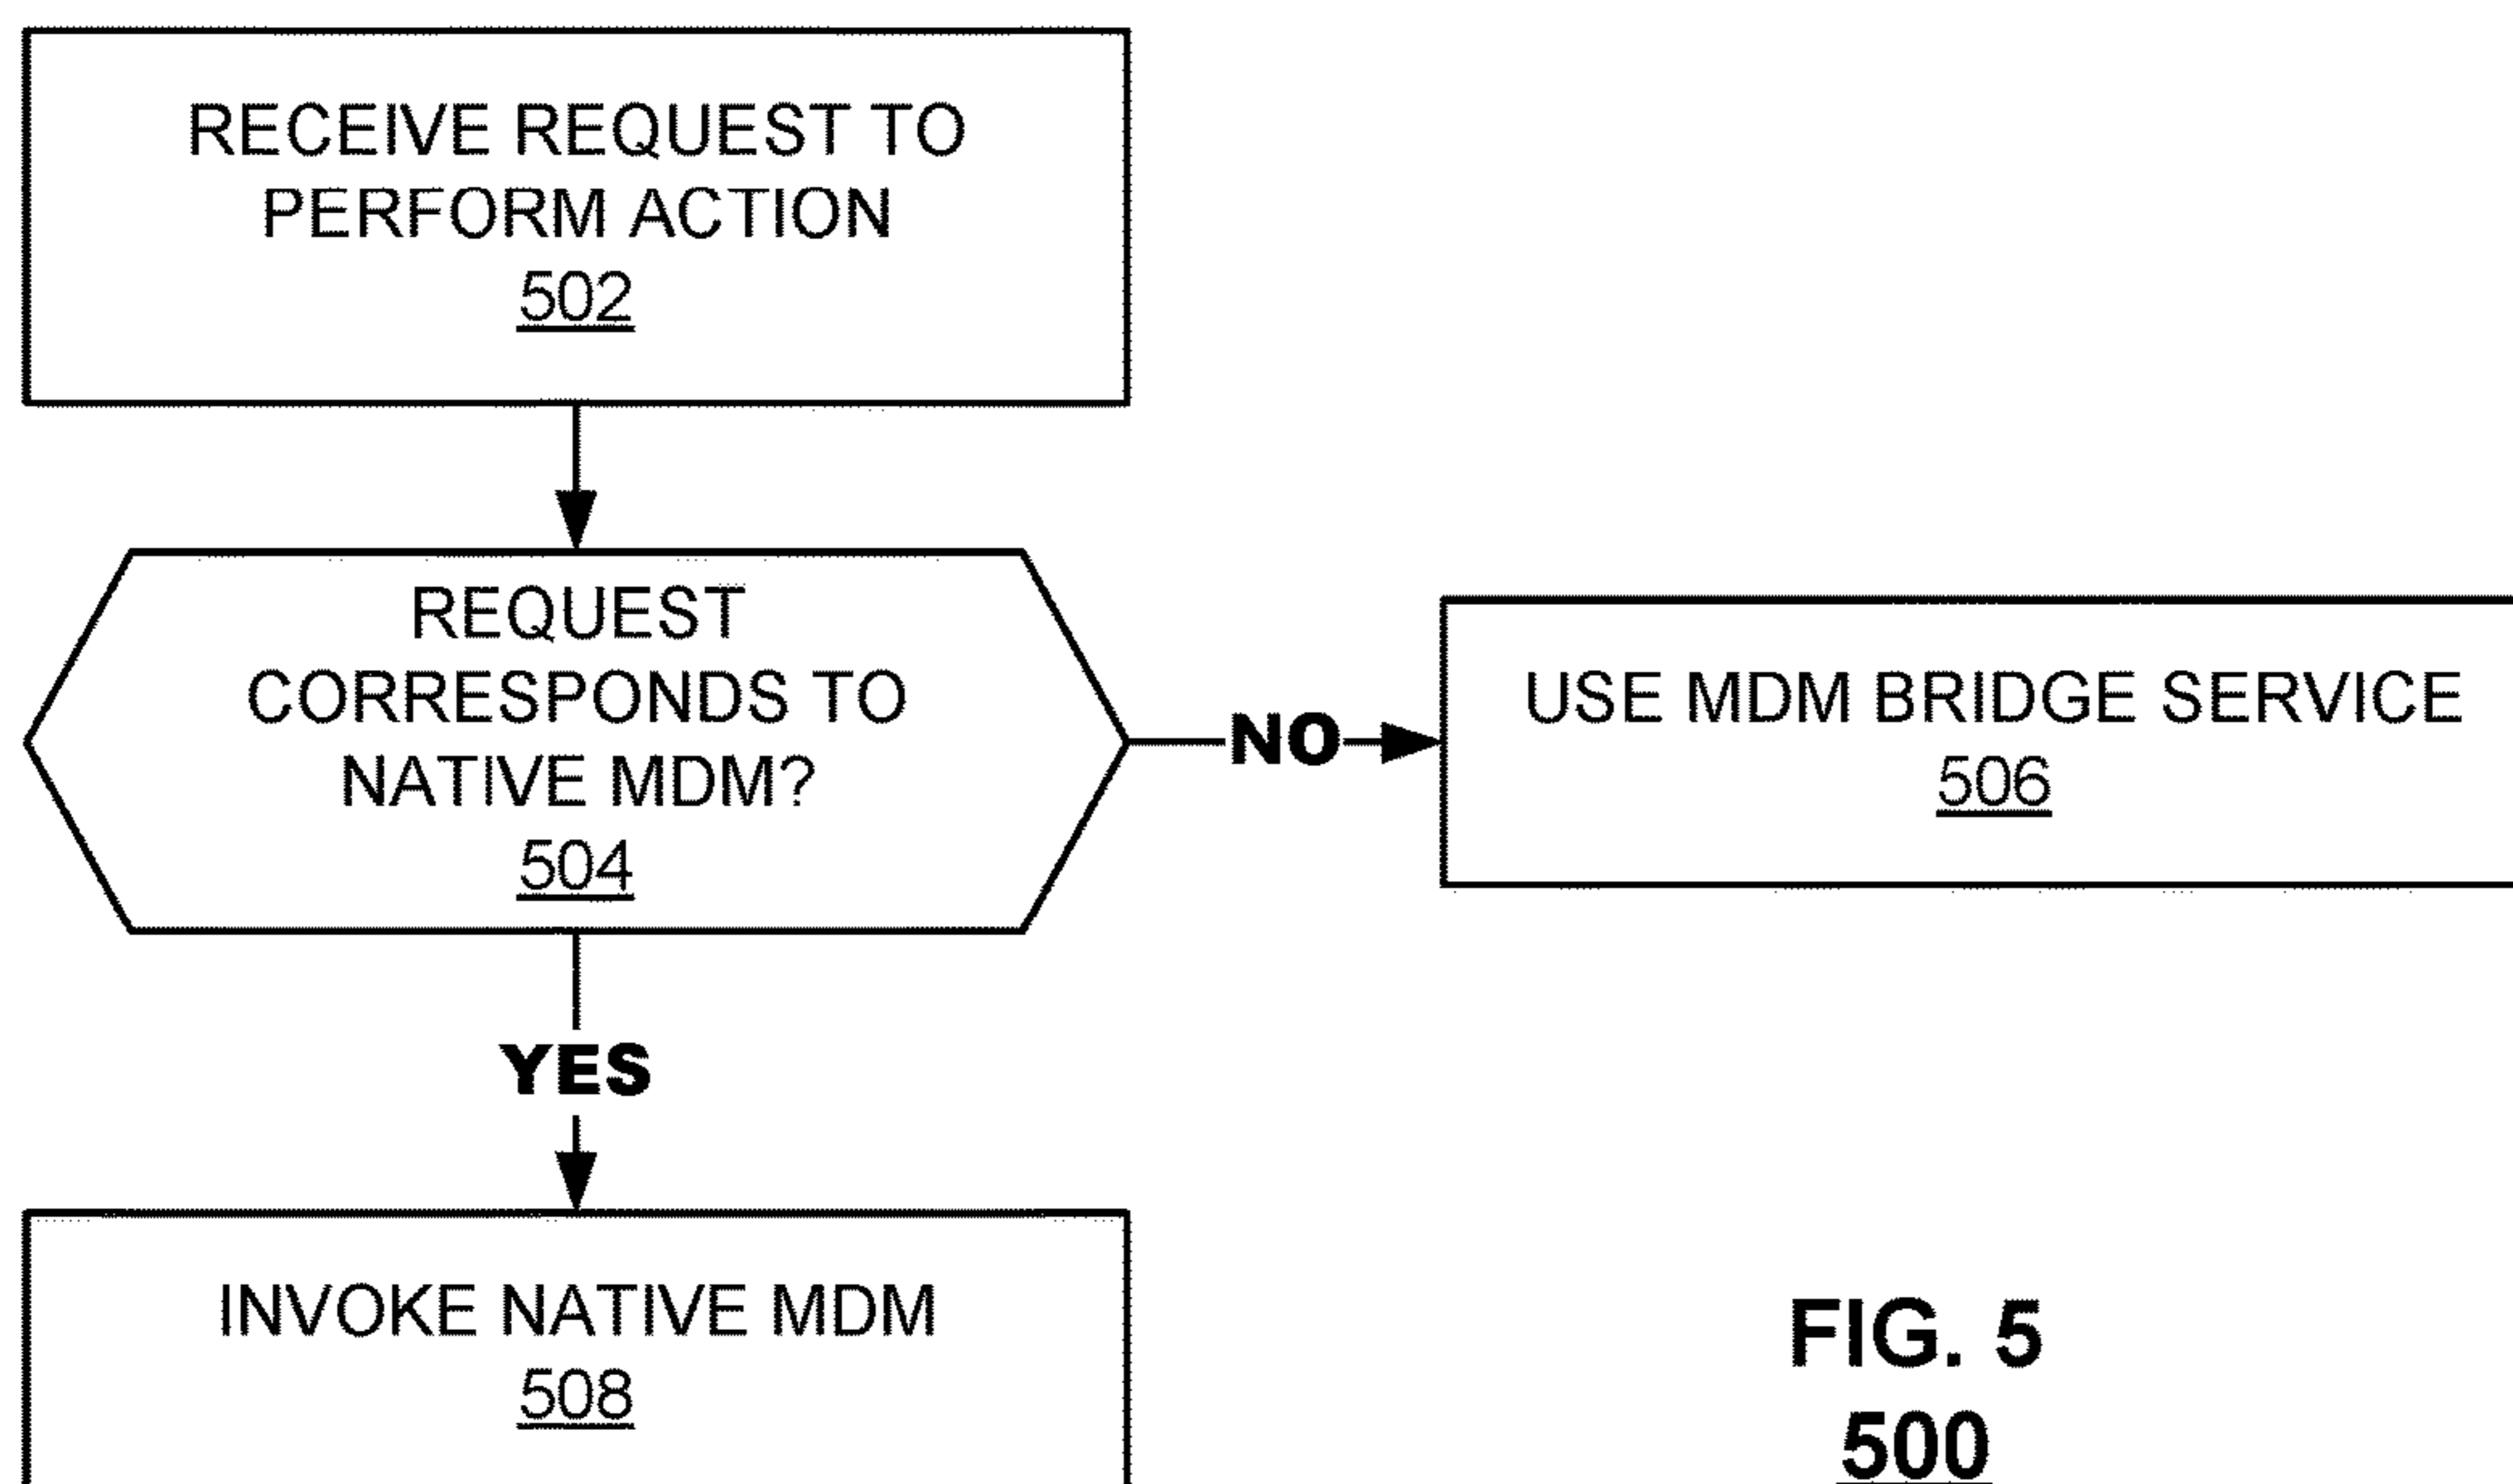 RECEIVE REQUEST TO
PERFORM ACTION
502
REQUEST
CORRESPONDS TO
NATIVE MDM?
504
NO
USE MDM BRIDGE SERVICE
506
YES
INVOKE NATIVE MDM
508
FIG. 5
500